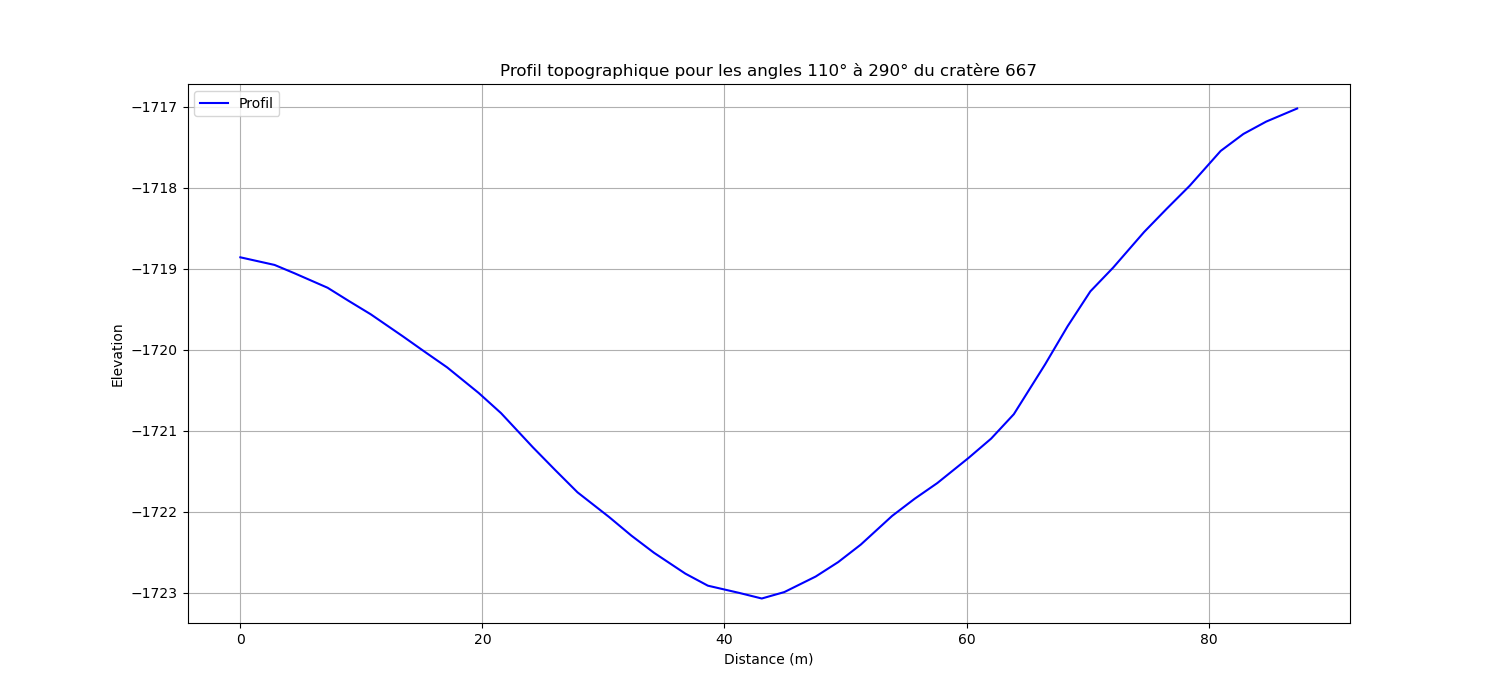 Profil topographique pour les angles 110° à 290° du cratère 667
Profil
−1717
−1718
−1719
−1720
−1721
−1722
−1723
Elevation
0 20 40 60 80
Distance (m)